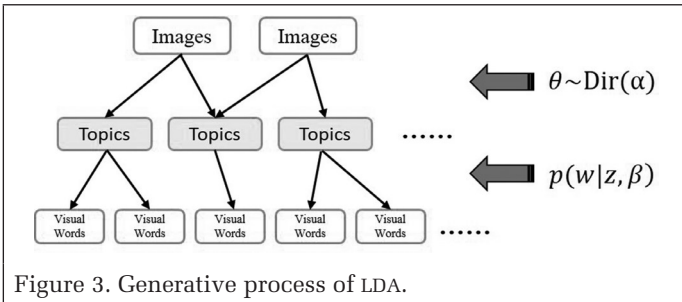 Images Images
θ~Dir(α)
Topics Topics Topics ......
p(w|z, β)
Visual Words Visual Words Visual Words Visual Words Visual Words ......
Figure 3. Generative process of LDA.